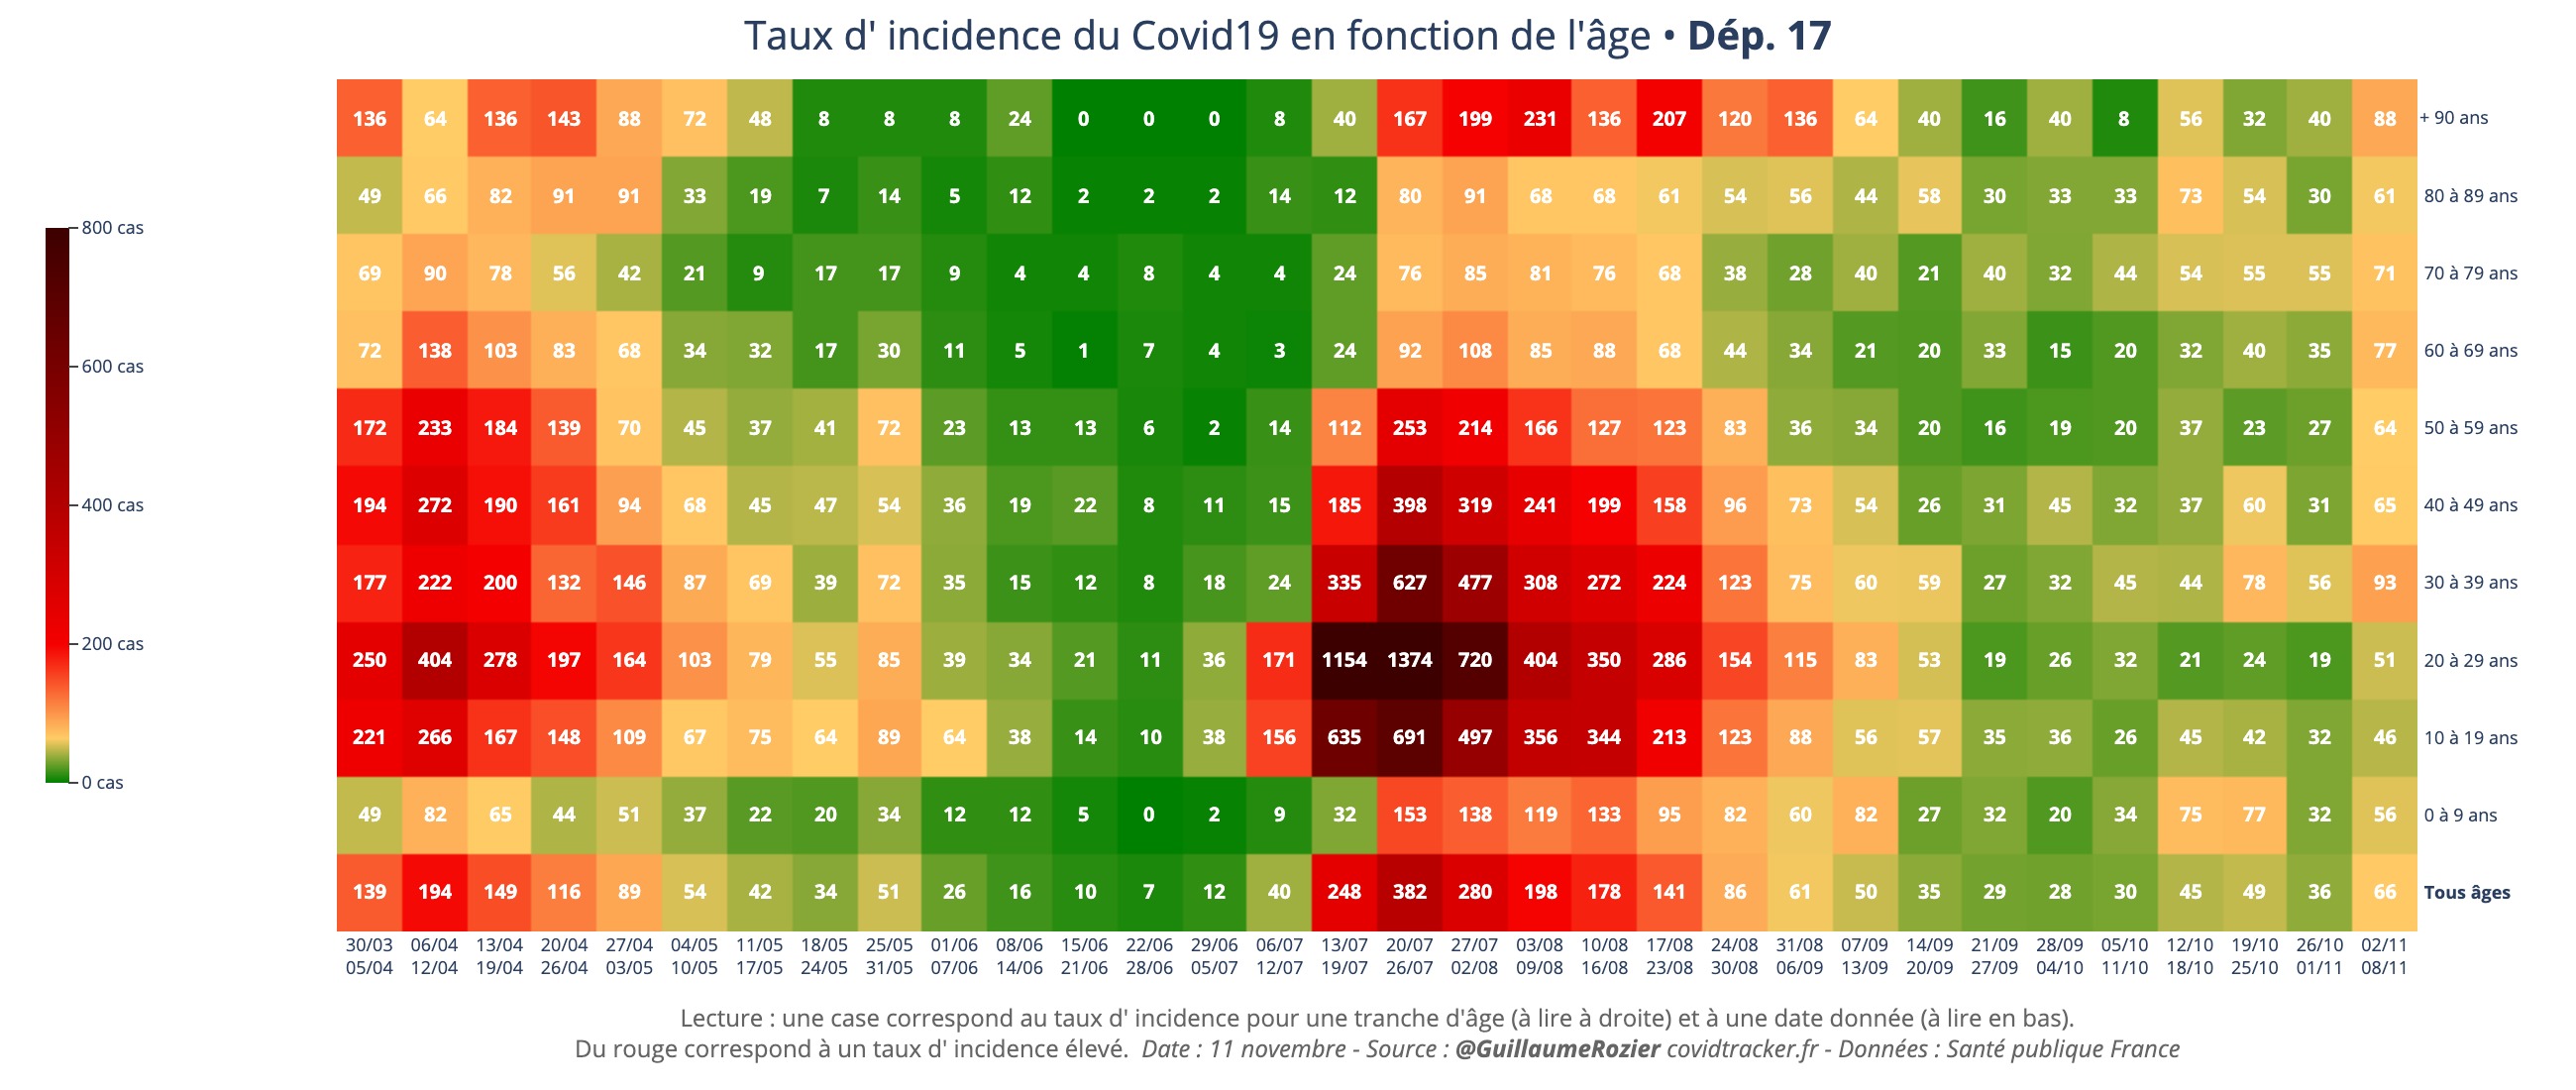 Taux d' incidence du Covid19 en fonction de l'âge • Dép. 17
800 cas
600 cas
400 cas
200 cas
0 cas
136 64 136 143 88 72 48 8 8 8 24 0 0 0 8 40 167 199 231 136 207 120 136 64 40 16 40 8 56 32 40 88 + 90 ans
49 66 82 91 91 33 19 7 14 5 12 2 2 2 14 12 80 91 68 68 61 54 56 44 58 30 33 33 73 54 30 61 80 à 89 ans
69 90 78 56 42 21 9 17 17 9 4 4 8 4 4 24 76 85 81 76 68 38 28 40 21 40 32 44 54 55 55 71 70 à 79 ans
72 138 103 83 68 34 32 17 30 11 5 1 7 4 3 24 92 108 85 88 68 44 34 21 20 33 15 20 32 40 35 77 60 à 69 ans
172 233 184 139 70 45 37 41 72 23 13 13 6 2 14 112 253 214 166 127 123 83 36 34 20 16 19 20 37 23 27 64 50 à 59 ans
194 272 190 161 94 68 45 47 54 36 19 22 8 11 15 185 398 319 241 199 158 96 73 54 26 31 45 32 37 60 31 65 40 à 49 ans
177 222 200 132 146 87 69 39 72 35 15 12 8 18 24 335 627 477 308 272 224 123 75 60 59 27 32 45 44 78 56 93 30 à 39 ans
250 404 278 197 164 103 79 55 85 39 34 21 11 36 171 1154 1374 720 404 350 286 154 115 83 53 19 26 32 21 24 19 51 20 à 29 ans
221 266 167 148 109 67 75 64 89 64 38 14 10 38 156 635 691 497 356 344 213 123 88 56 57 35 36 26 45 42 32 46 10 à 19 ans
49 82 65 44 51 37 22 20 34 12 12 5 0 2 9 32 153 138 119 133 95 82 60 82 27 32 20 34 75 77 32 56 0 à 9 ans
139 194 149 116 89 54 42 34 51 26 16 10 7 12 40 248 382 280 198 178 141 86 61 50 35 29 28 30 45 49 36 66 Tous âges
30/03 06/04 13/04 20/04 27/04 04/05 11/05 18/05 25/05 01/06 08/06 15/06 22/06 29/06 06/07 13/07 20/07 27/07 03/08 10/08 17/08 24/08 31/08 07/09 14/09 21/09 28/09 05/10 12/10 19/10 26/10 02/11
05/04 12/04 19/04 26/04 03/05 10/05 17/05 24/05 31/05 07/06 14/06 21/06 28/06 05/07 12/07 19/07 26/07 02/08 09/08 16/08 23/08 30/08 06/09 13/09 20/09 27/09 04/10 11/10 18/10 25/10 01/11 08/11
Lecture : une case correspond au taux d' incidence pour une tranche d'âge (à lire à droite) et à une date donnée (à lire en bas).
Du rouge correspond à un taux d' incidence élevé. Date : 11 novembre - Source : @GuillaumeRozier covidtracker.fr - Données : Santé publique France